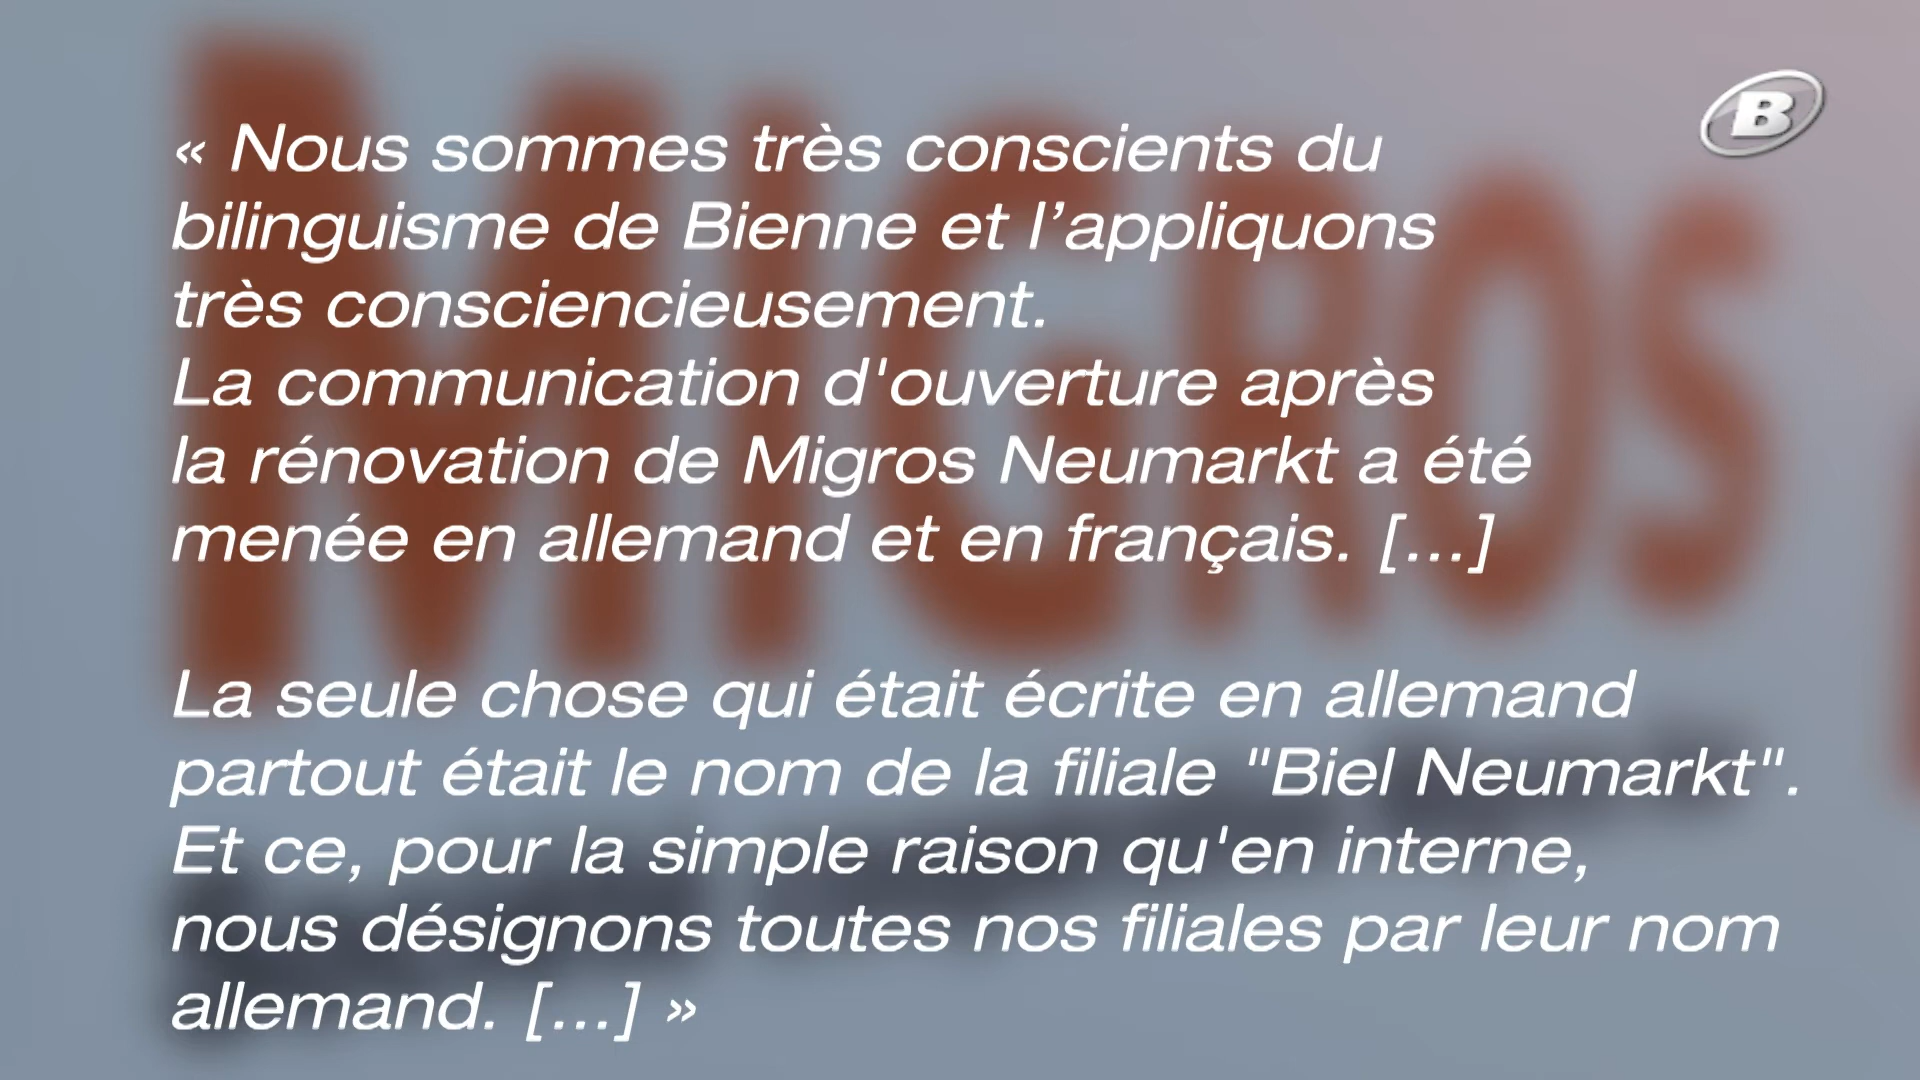 « Nous sommes très conscients du
bilinguisme de Bienne et l’appliquons
très consciencieusement.
La communication d'ouverture après
la rénovation de Migros Neumarkt a été
menée en allemand et en français. [...]
La seule chose qui était écrite en allemand
partout était le nom de la filiale "Biel Neumarkt".
Et ce, pour la simple raison qu'en interne,
nous désignons toutes nos filiales par leur nom
allemand. [...] »
B
MIGROS